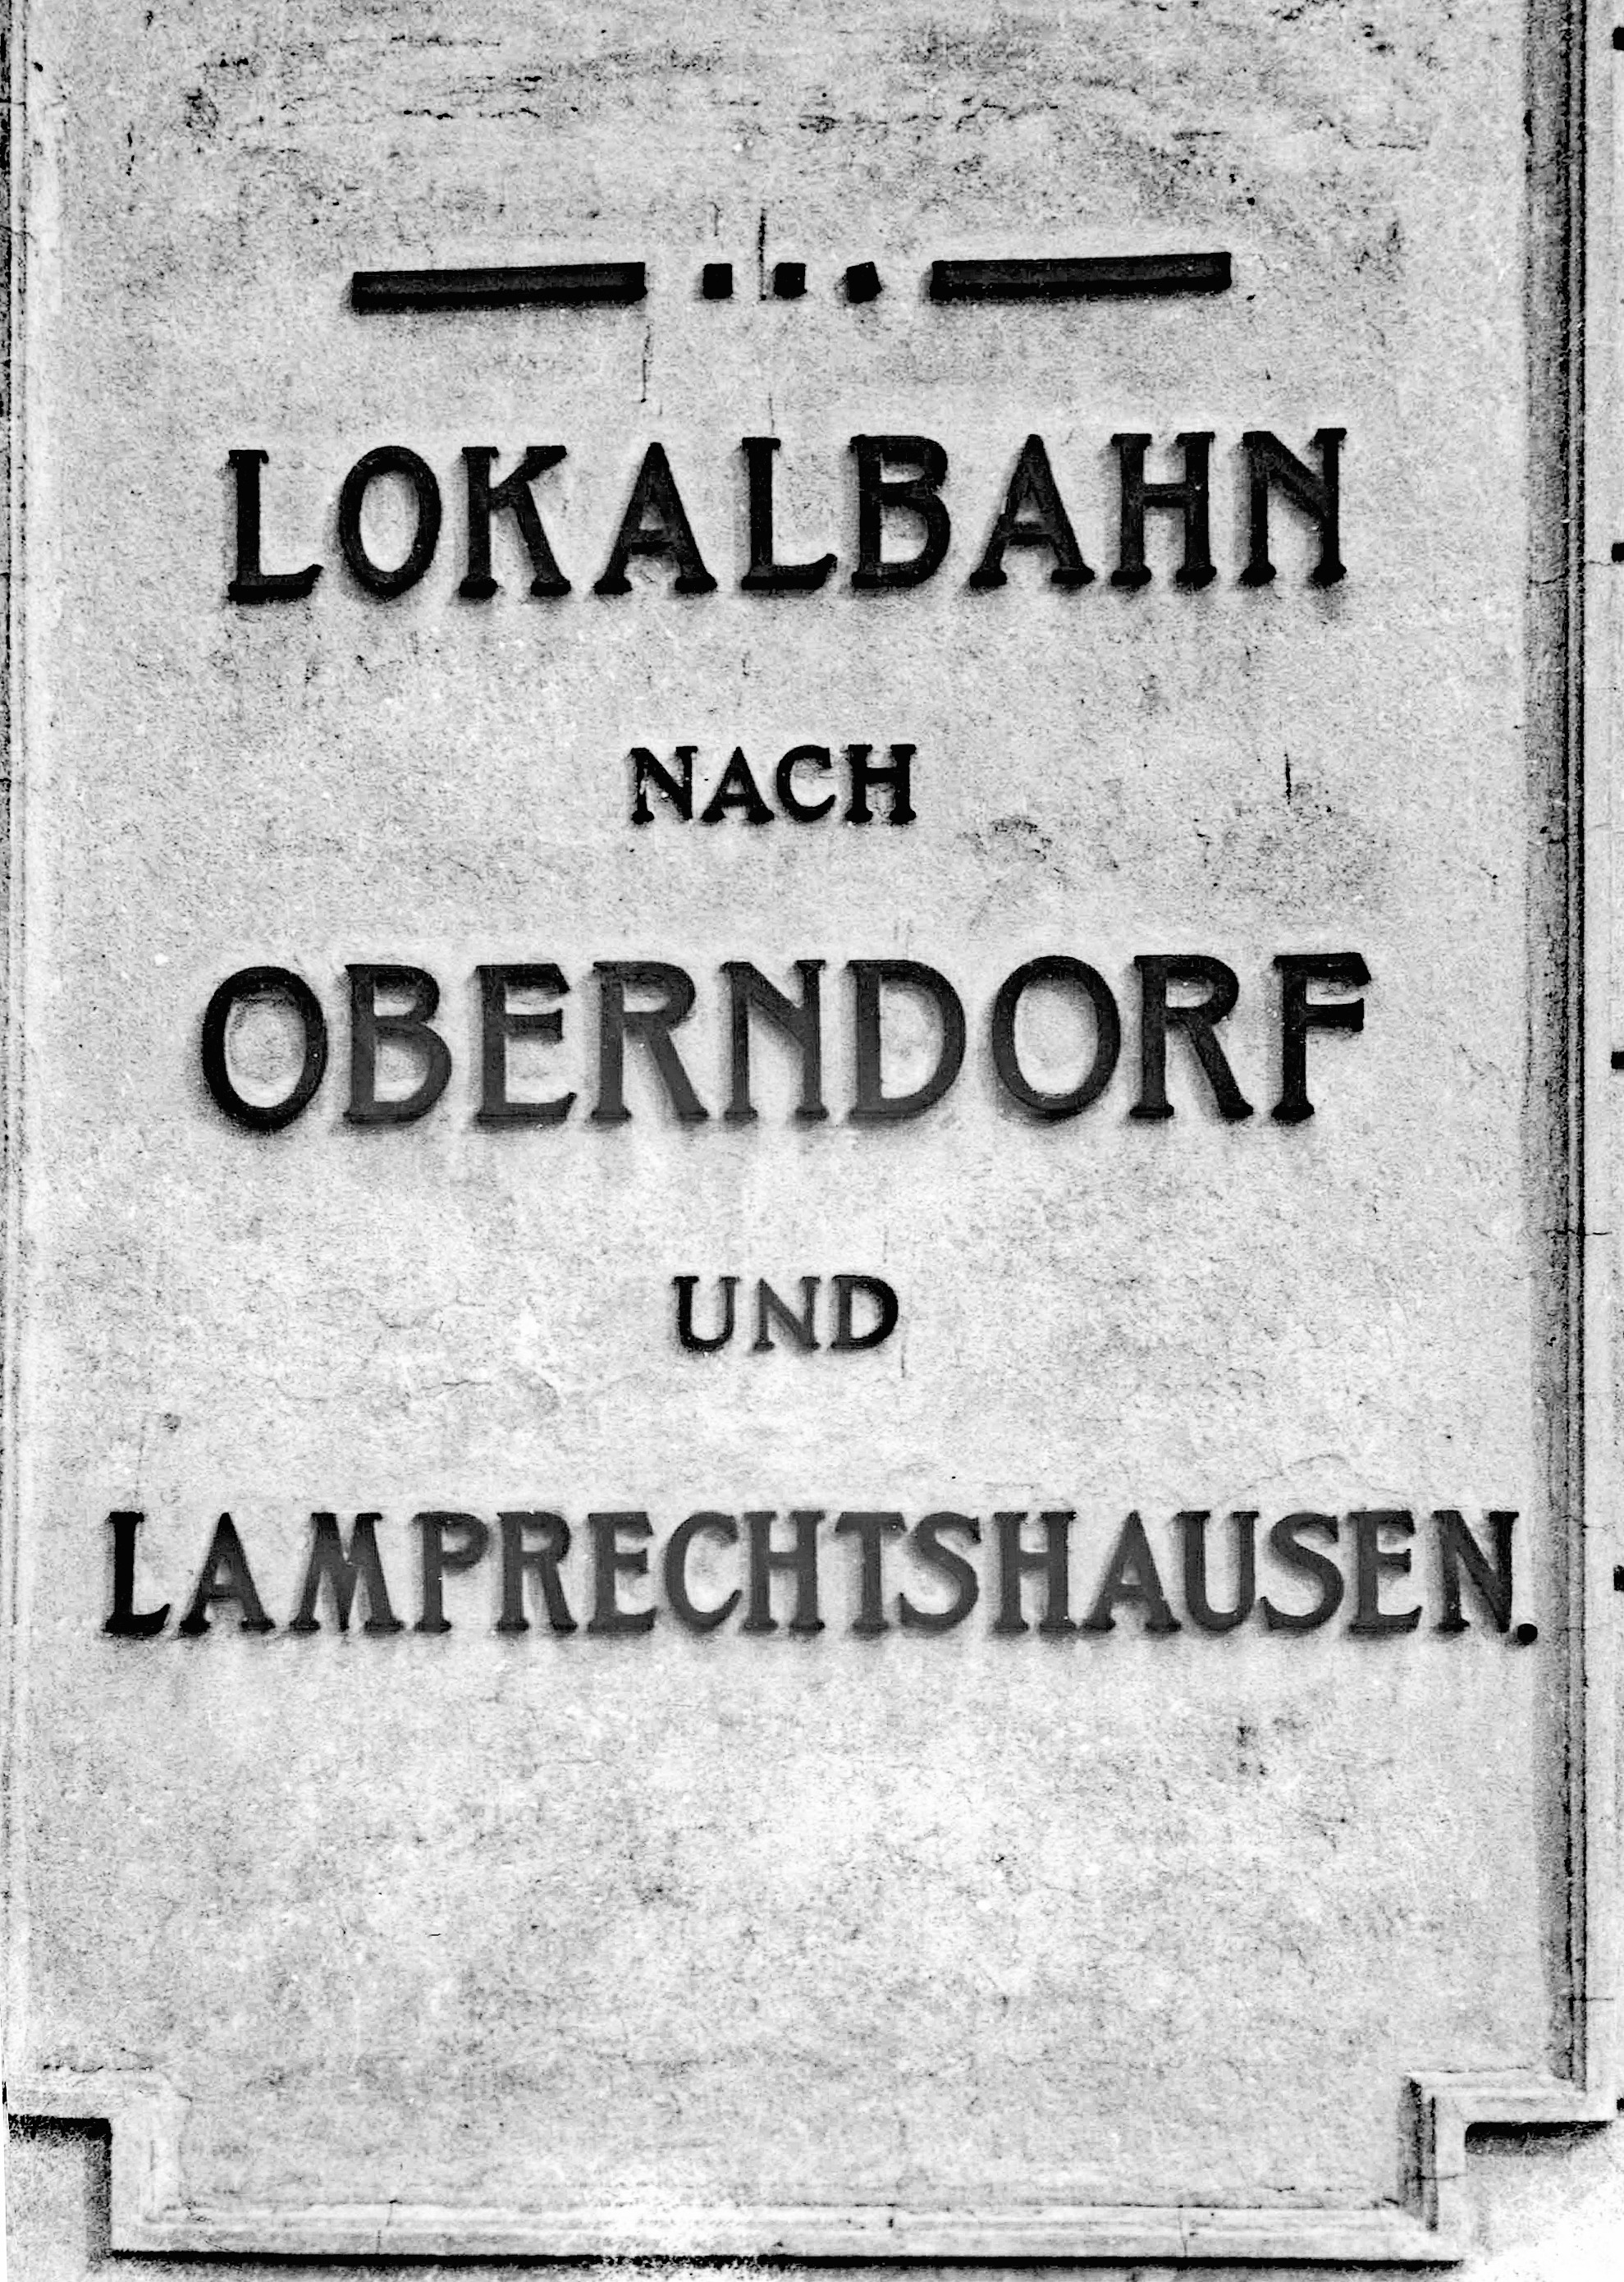 LOKALBAHN
NACH
OBERNDORF
UND
LAMPRECHTSHAUSEN.